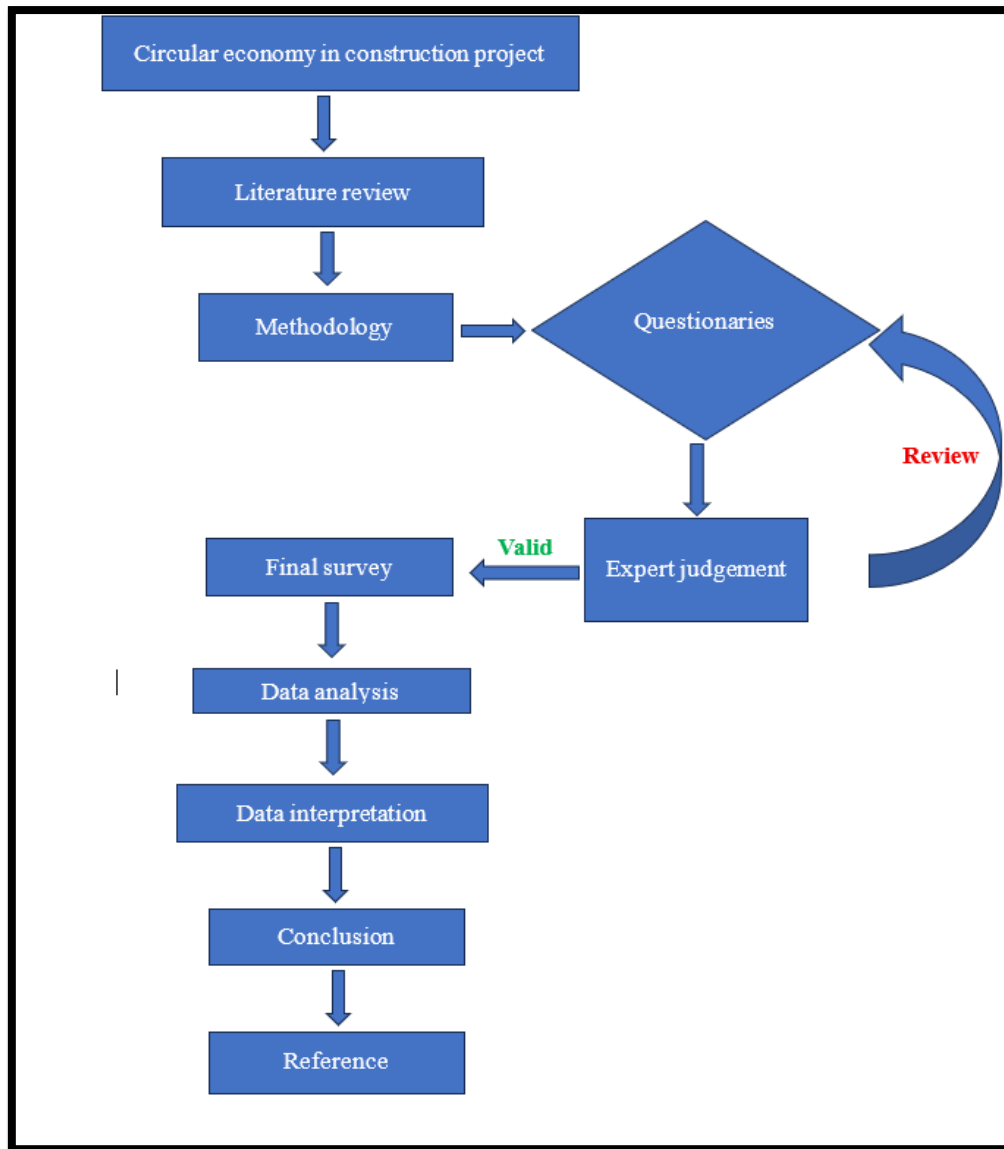 Circular economy in construction project
Literature review
Methodology
Questionaries
Review
Expert judgement
Valid
Final survey
Data analysis
Data interpretation
Conclusion
Reference